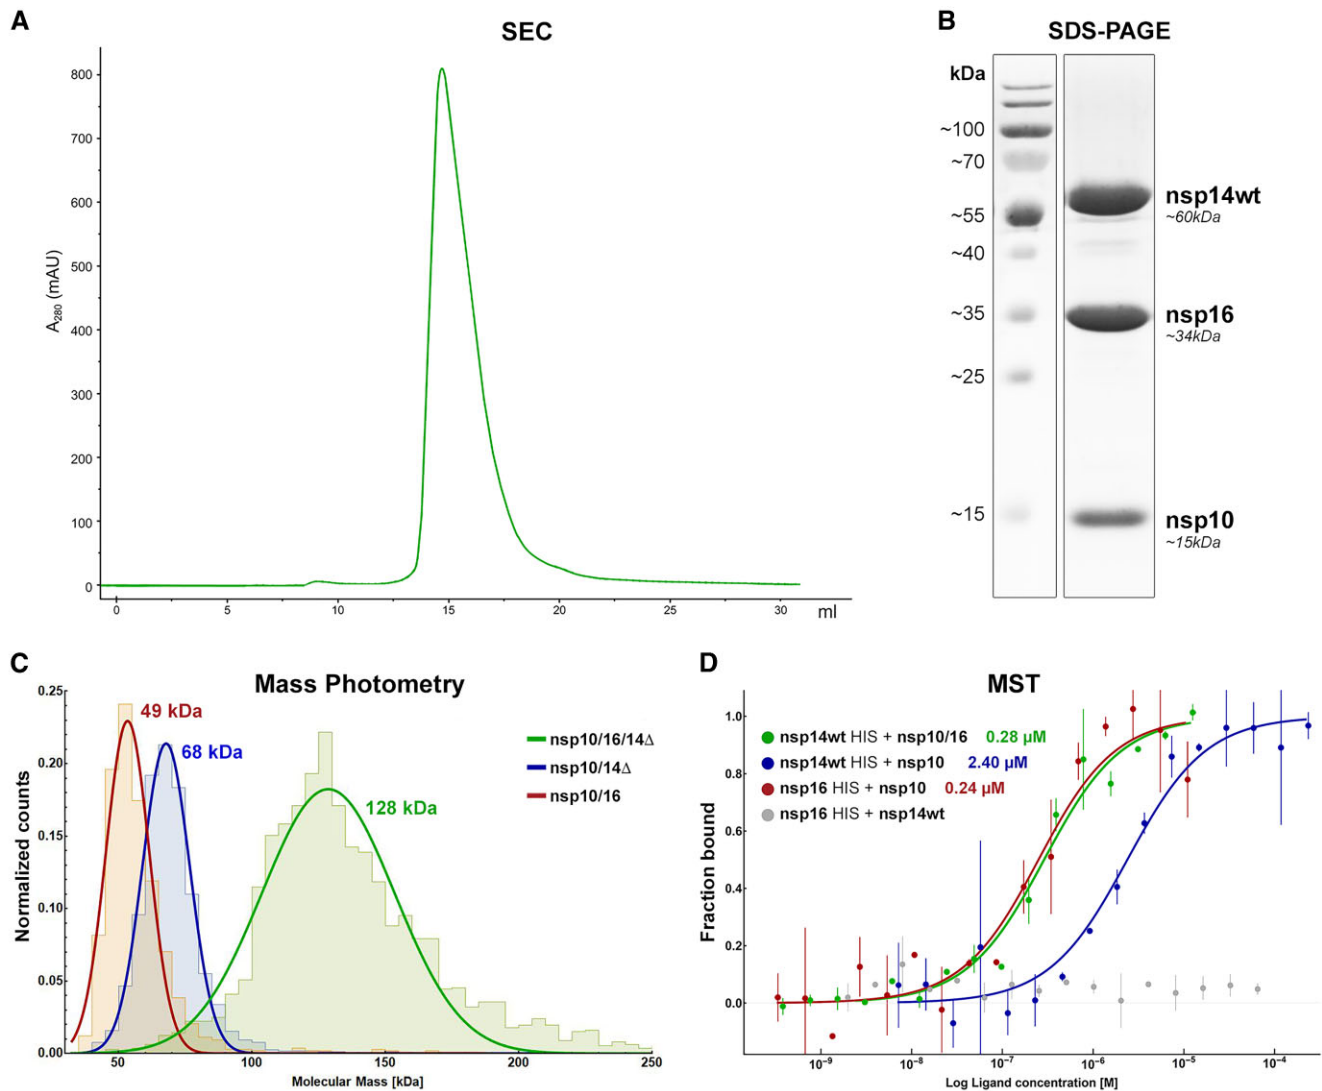 A
SEC
800
700
600
500
400
300
200
100
0
A280 (mAU)
0
5
10
15
20
25
30
ml
B
SDS-PAGE
kDa
~100
~70
~55
~40
~35
~25
~15
nsp14wt
~60kDa
nsp16
~34kDa
nsp10
~15kDa
C
Mass Photometry
0.25
0.20
0.15
0.10
0.05
0.00
Normalized counts
49 kDa
68 kDa
128 kDa
nsp10/16/14Δ
nsp10/14Δ
nsp10/16
50
100
150
200
250
Molecular Mass [kDa]
D
MST
1.0
0.8
0.6
0.4
0.2
0.0
Fraction bound
nsp14wt HIS + nsp10/16 0.28 µM
nsp14wt HIS + nsp10 2.40 µM
nsp16 HIS + nsp10 0.24 µM
nsp16 HIS + nsp14wt
10⁻⁹
10⁻⁸
10⁻⁷
10⁻⁶
10⁻⁵
10⁻⁴
Log Ligand concentration [M]